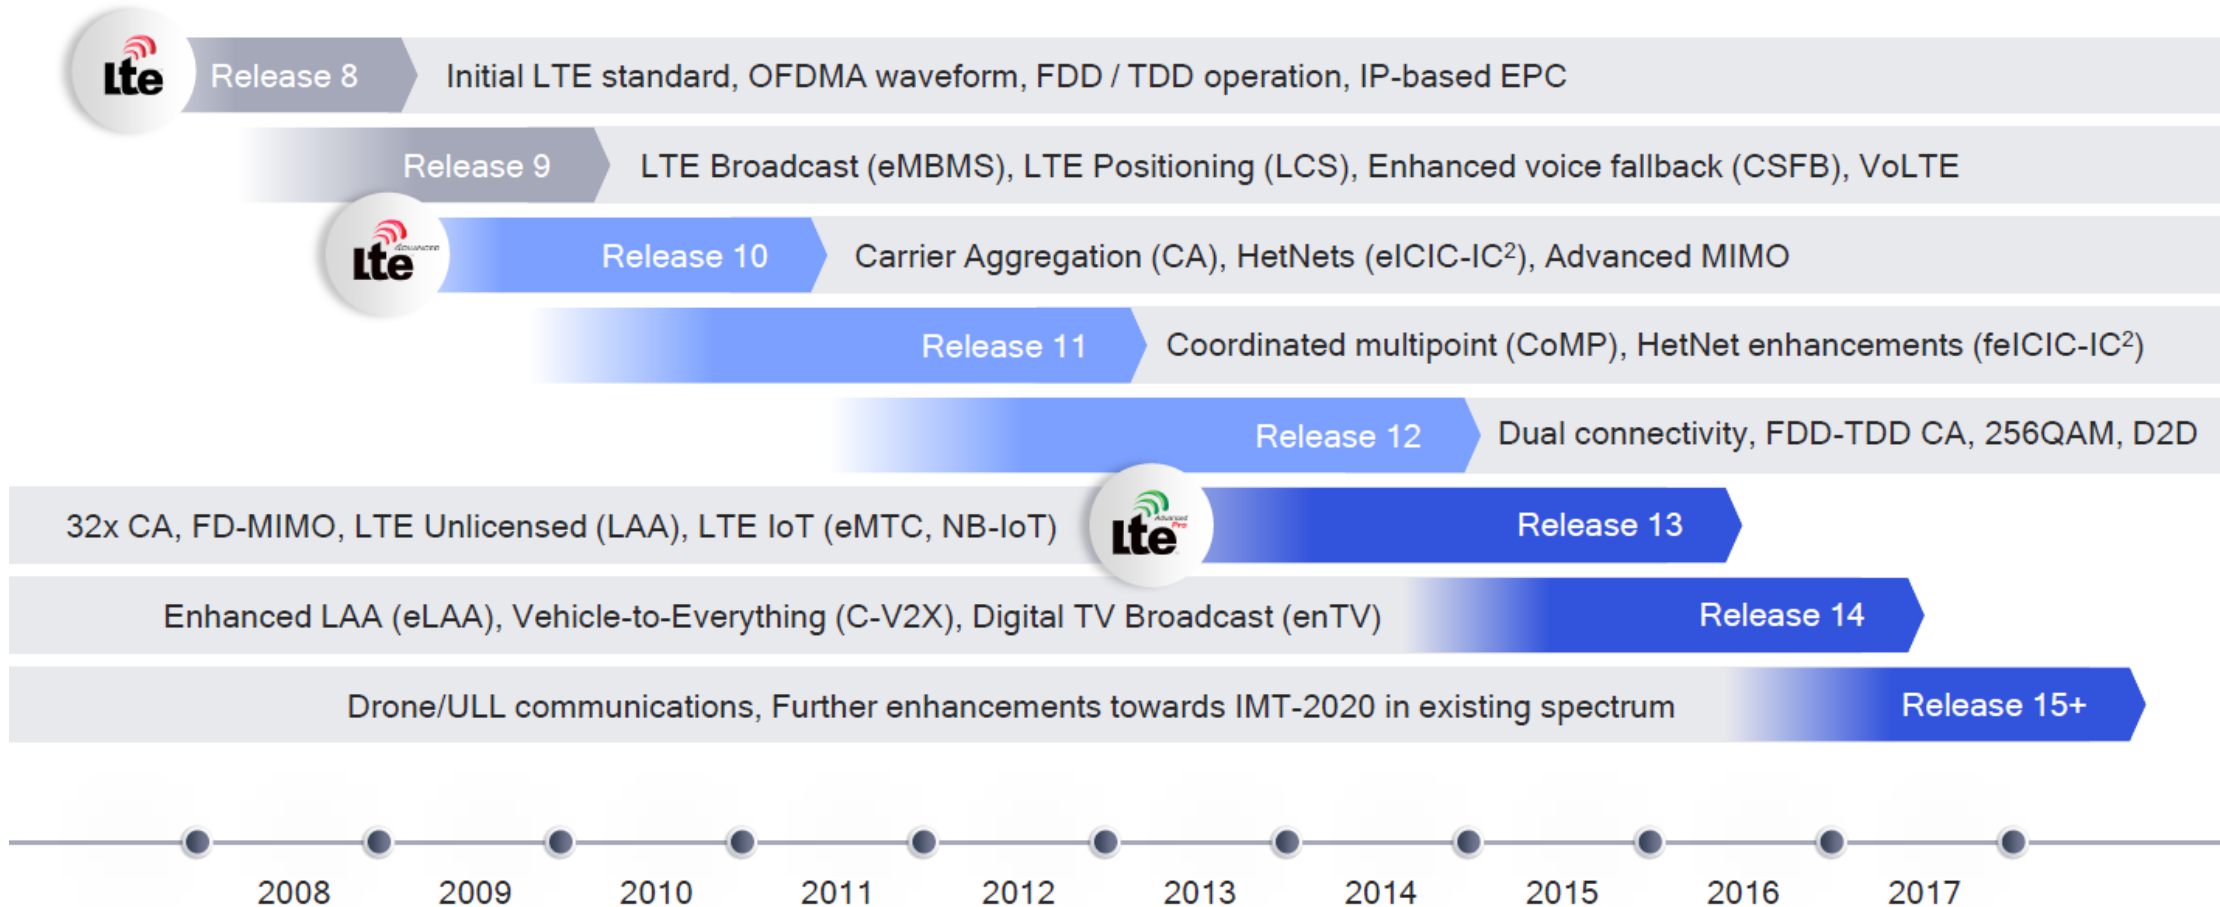 Lte Release 8 Initial LTE standard, OFDMA waveform, FDD / TDD operation, IP-based EPC
Release 9 LTE Broadcast (eMBMS), LTE Positioning (LCS), Enhanced voice fallback (CSFB), VoLTE
Lte ADVANCED Release 10 Carrier Aggregation (CA), HetNets (eICIC-IC²), Advanced MIMO
Release 11 Coordinated multipoint (CoMP), HetNet enhancements (feICIC-IC²)
Release 12 Dual connectivity, FDD-TDD CA, 256QAM, D2D
32x CA, FD-MIMO, LTE Unlicensed (LAA), LTE IoT (eMTC, NB-IoT) Lte Advanced Pro Release 13
Enhanced LAA (eLAA), Vehicle-to-Everything (C-V2X), Digital TV Broadcast (enTV) Release 14
Drone/ULL communications, Further enhancements towards IMT-2020 in existing spectrum Release 15+
2008 2009 2010 2011 2012 2013 2014 2015 2016 2017